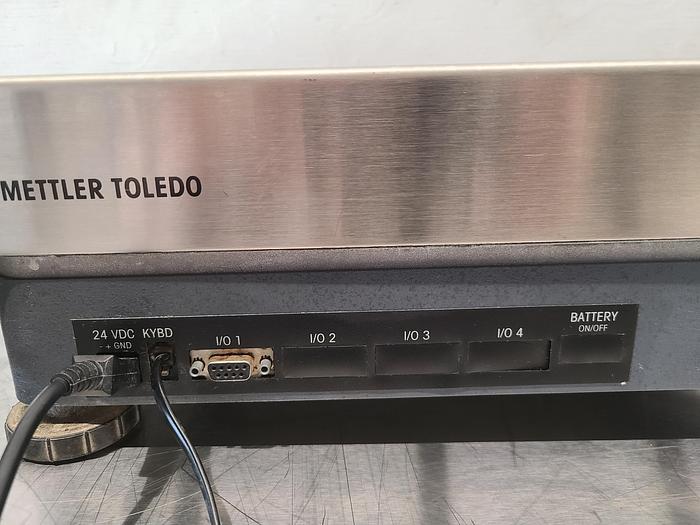 METTLER TOLEDO
24 VDC KYBD
- + GND
I/O 1
I/O 2
I/O 3
I/O 4
BATTERY
ON/OFF